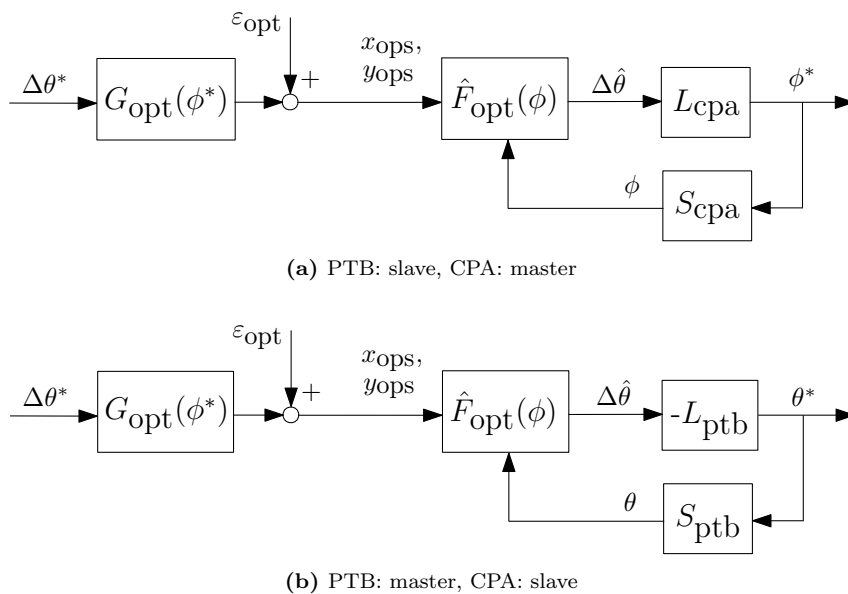 ε_opt
x_ops,
y_ops
Δθ*
G_opt(φ*)
+
F̂_opt(φ)
Δθ̂
L_cpa
φ*
φ
S_cpa
(a) PTB: slave, CPA: master
ε_opt
x_ops,
y_ops
Δθ*
G_opt(φ*)
+
F̂_opt(φ)
Δθ̂
-L_ptb
θ*
θ
S_ptb
(b) PTB: master, CPA: slave